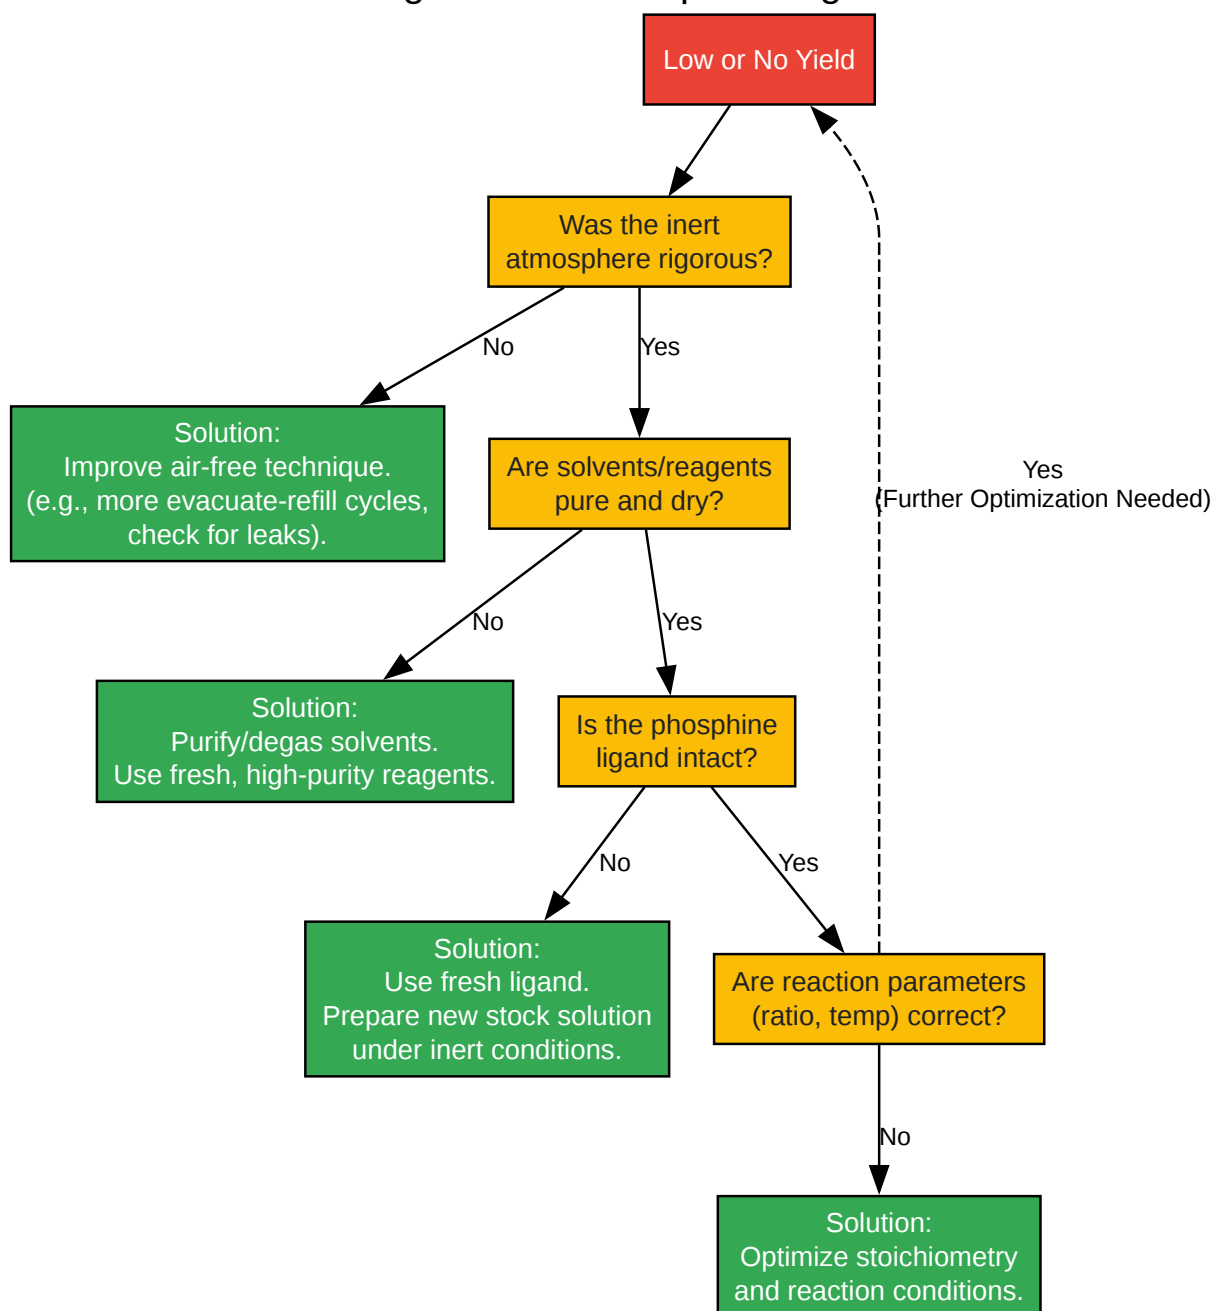 Low or No Yield
Was the inert
atmosphere rigorous?
No
Yes
Solution:
Improve air-free technique.
(e.g., more evacuate-refill cycles,
check for leaks).
Are solvents/reagents
pure and dry?
Yes
(Further Optimization Needed)
No
Yes
Solution:
Purify/degas solvents.
Use fresh, high-purity reagents.
Is the phosphine
ligand intact?
No
Yes
Solution:
Use fresh ligand.
Prepare new stock solution
under inert conditions.
Are reaction parameters
(ratio, temp) correct?
No
Solution:
Optimize stoichiometry
and reaction conditions.